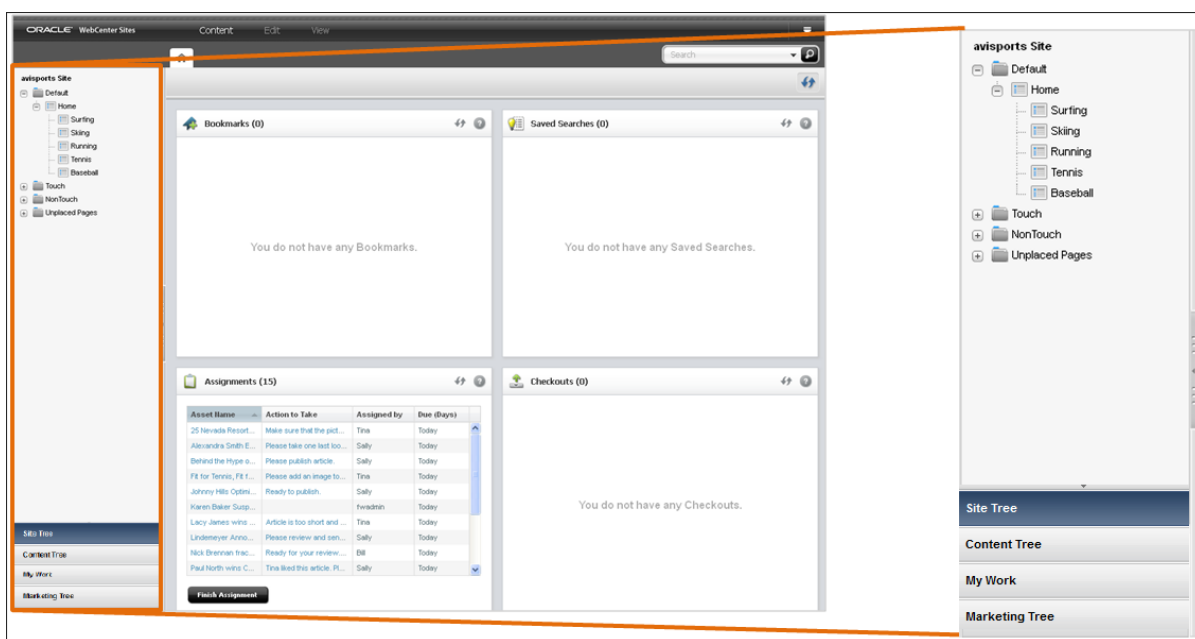 ORACLE WebCenter Sites
Content Edit View
Search
avisports Site
Default
Home
Surfing
Skiing
Running
Tennis
Baseball
Touch
NonTouch
Unplaced Pages
Site Tree
Content Tree
My Work
Marketing Tree
Bookmarks (0)
You do not have any Bookmarks.
Saved Searches (0)
You do not have any Saved Searches.
Assignments (15)
Asset Name Action to Take Assigned by Due (Days)
25 Nevada Resort... Make sure that the pict... Tina Today
Alexandra Smith E... Please take one last loo... Sally Today
Behind the Hype o... Please publish article. Sally Today
Fit for Tennis, Fit f... Please add an image to... Tina Today
Johnny Hills Optimi... Ready to publish. Sally Today
Karen Baker Susp... fwadmin Today
Lacy James wins ... Article is too short and ... Tina Today
Lindemeyer Anno... Please review and sen... Sally Today
Nick Brennan frac... Ready for your review.... Bill Today
Paul North wins C... Tina liked this article. Pl... Sally Today
Finish Assignment
Checkouts (0)
You do not have any Checkouts.
avisports Site
Default
Home
Surfing
Skiing
Running
Tennis
Baseball
Touch
NonTouch
Unplaced Pages
Site Tree
Content Tree
My Work
Marketing Tree